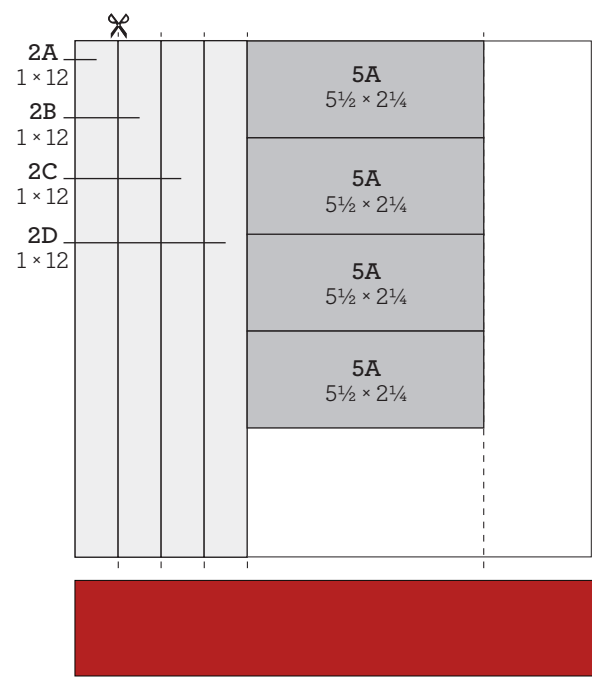 2A
1 × 12
2B
1 × 12
2C
1 × 12
2D
1 × 12
5A
5½ × 2¼
5A
5½ × 2¼
5A
5½ × 2¼
5A
5½ × 2¼